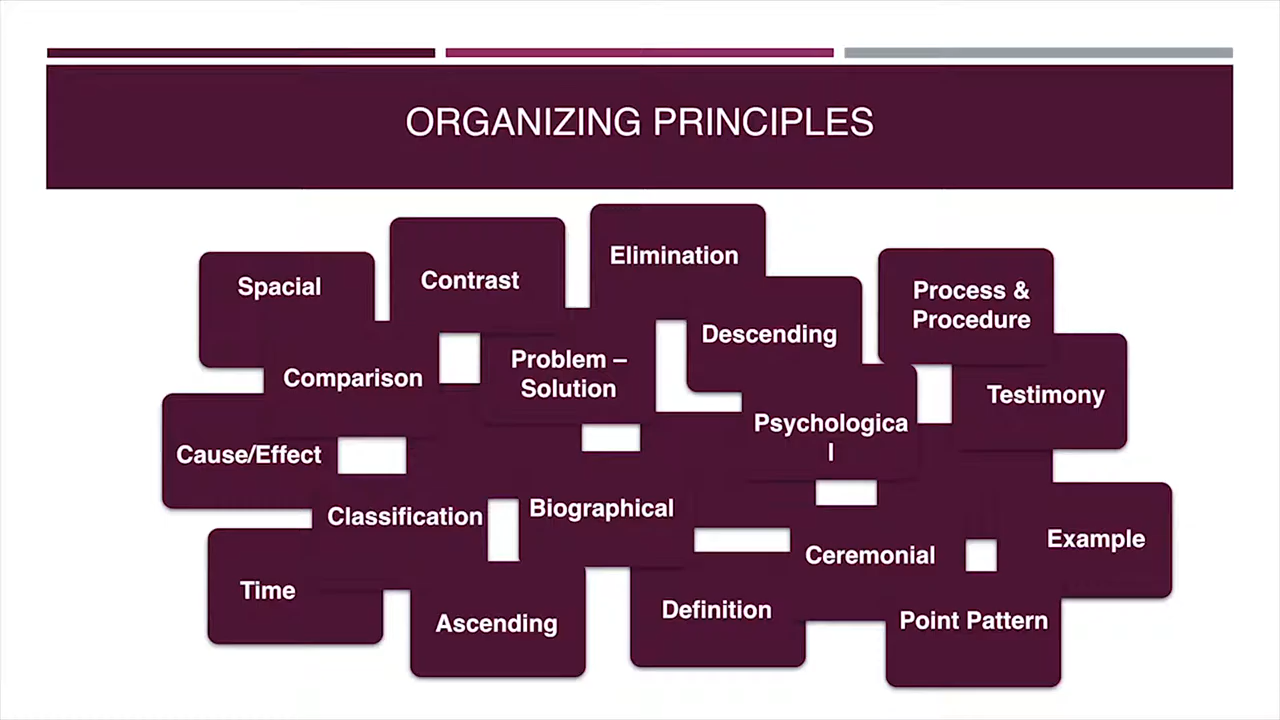 ORGANIZING PRINCIPLES
Elimination
Contrast
Spacial
Process &
Procedure
Descending
Problem –
Solution
Comparison
Testimony
Psychologica
l
Cause/Effect
Biographical
Classification
Example
Ceremonial
Time
Definition
Point Pattern
Ascending